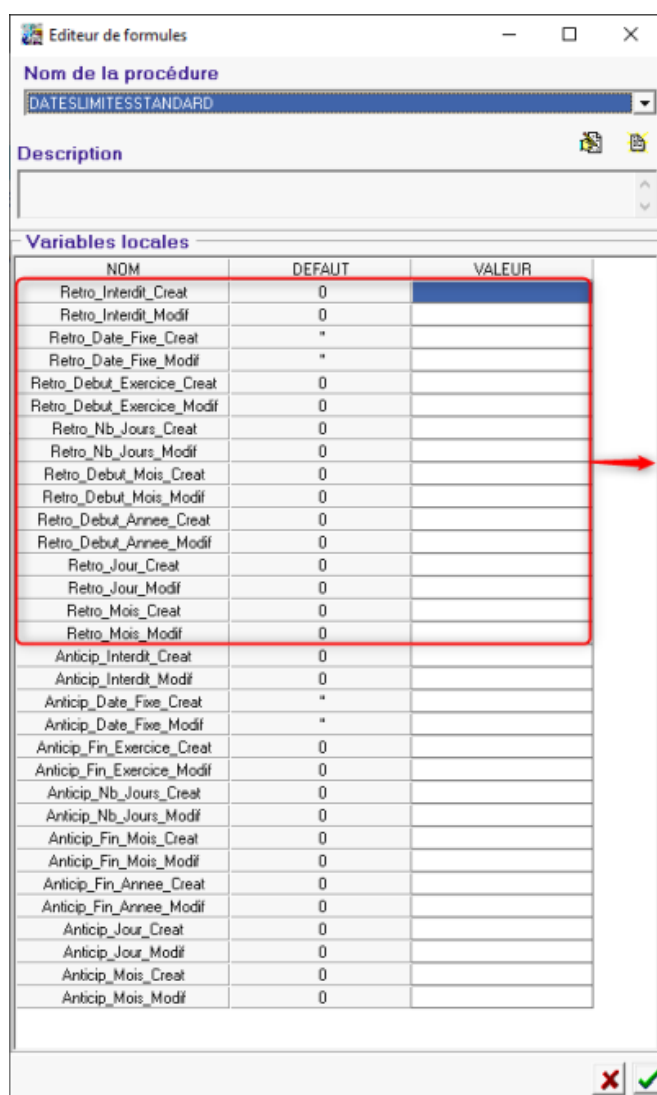 Editeur de formules
Nom de la procédure
DATESLIMITESSTANDARD
Description
Variables locales
NOM DEFAUT VALEUR
Retro_Interdit_Creat 0
Retro_Interdit_Modif 0
Retro_Date_Fixe_Creat "
Retro_Date_Fixe_Modif "
Retro_Debut_Exercice_Creat 0
Retro_Debut_Exercice_Modif 0
Retro_Nb_Jours_Creat 0
Retro_Nb_Jours_Modif 0
Retro_Debut_Mois_Creat 0
Retro_Debut_Mois_Modif 0
Retro_Debut_Annee_Creat 0
Retro_Debut_Annee_Modif 0
Retro_Jour_Creat 0
Retro_Jour_Modif 0
Retro_Mois_Creat 0
Retro_Mois_Modif 0
Anticip_Interdit_Creat 0
Anticip_Interdit_Modif 0
Anticip_Date_Fixe_Creat "
Anticip_Date_Fixe_Modif "
Anticip_Fin_Exercice_Creat 0
Anticip_Fin_Exercice_Modif 0
Anticip_Nb_Jours_Creat 0
Anticip_Nb_Jours_Modif 0
Anticip_Fin_Mois_Creat 0
Anticip_Fin_Mois_Modif 0
Anticip_Fin_Annee_Creat 0
Anticip_Fin_Annee_Modif 0
Anticip_Jour_Creat 0
Anticip_Jour_Modif 0
Anticip_Mois_Creat 0
Anticip_Mois_Modif 0